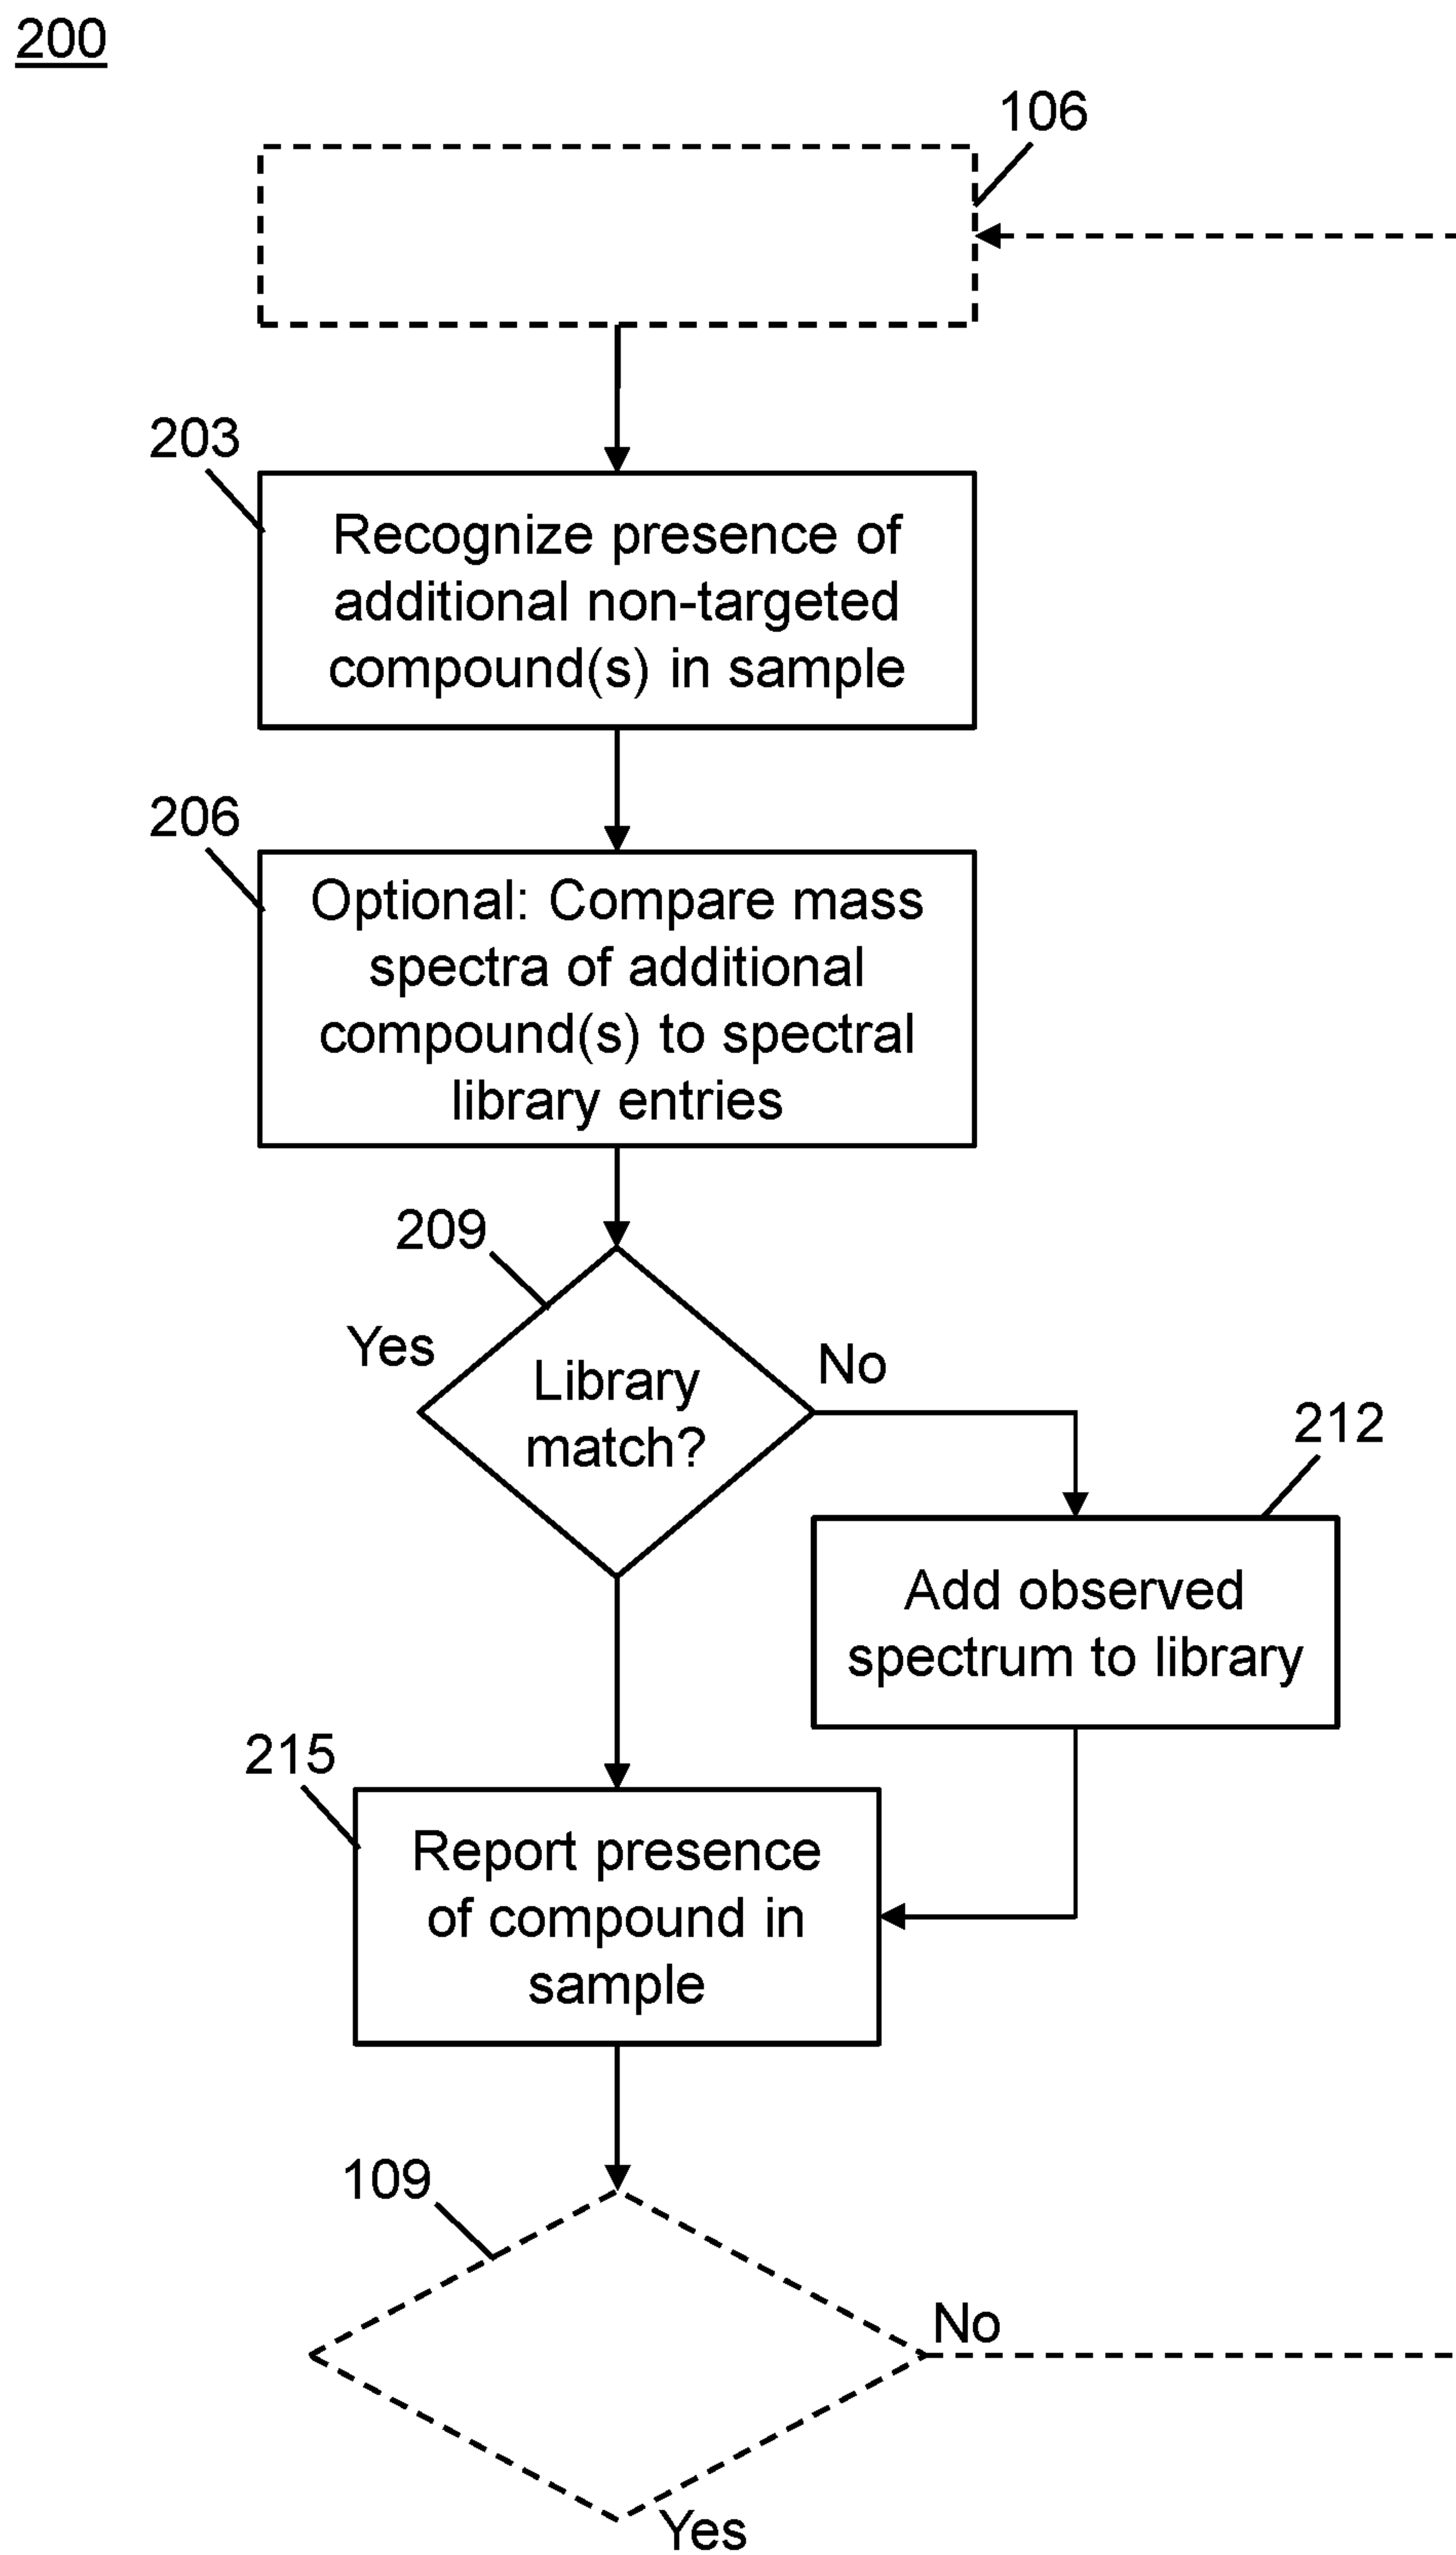 200
106
203
Recognize presence of
additional non-targeted
compound(s) in sample
206
Optional: Compare mass
spectra of additional
compound(s) to spectral
library entries
209
Yes
No
Library
match?
212
Add observed
spectrum to library
215
Report presence
of compound in
sample
109
No
Yes